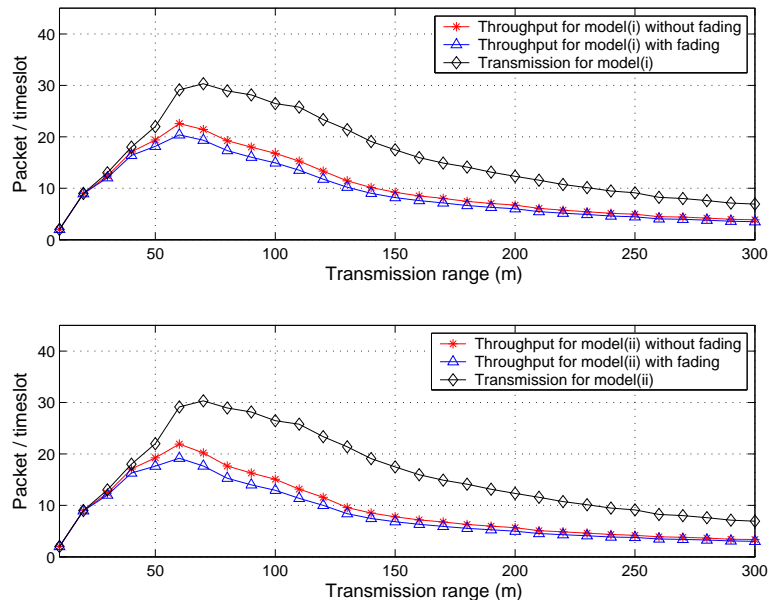 40
30
20
10
0
Packet / timeslot
Throughput for model(i) without fading
Throughput for model(i) with fading
Transmission for model(i)
50
100
150
200
250
300
Transmission range (m)
40
30
20
10
0
Packet / timeslot
Throughput for model(ii) without fading
Throughput for model(ii) with fading
Transmission for model(ii)
50
100
150
200
250
300
Transmission range (m)